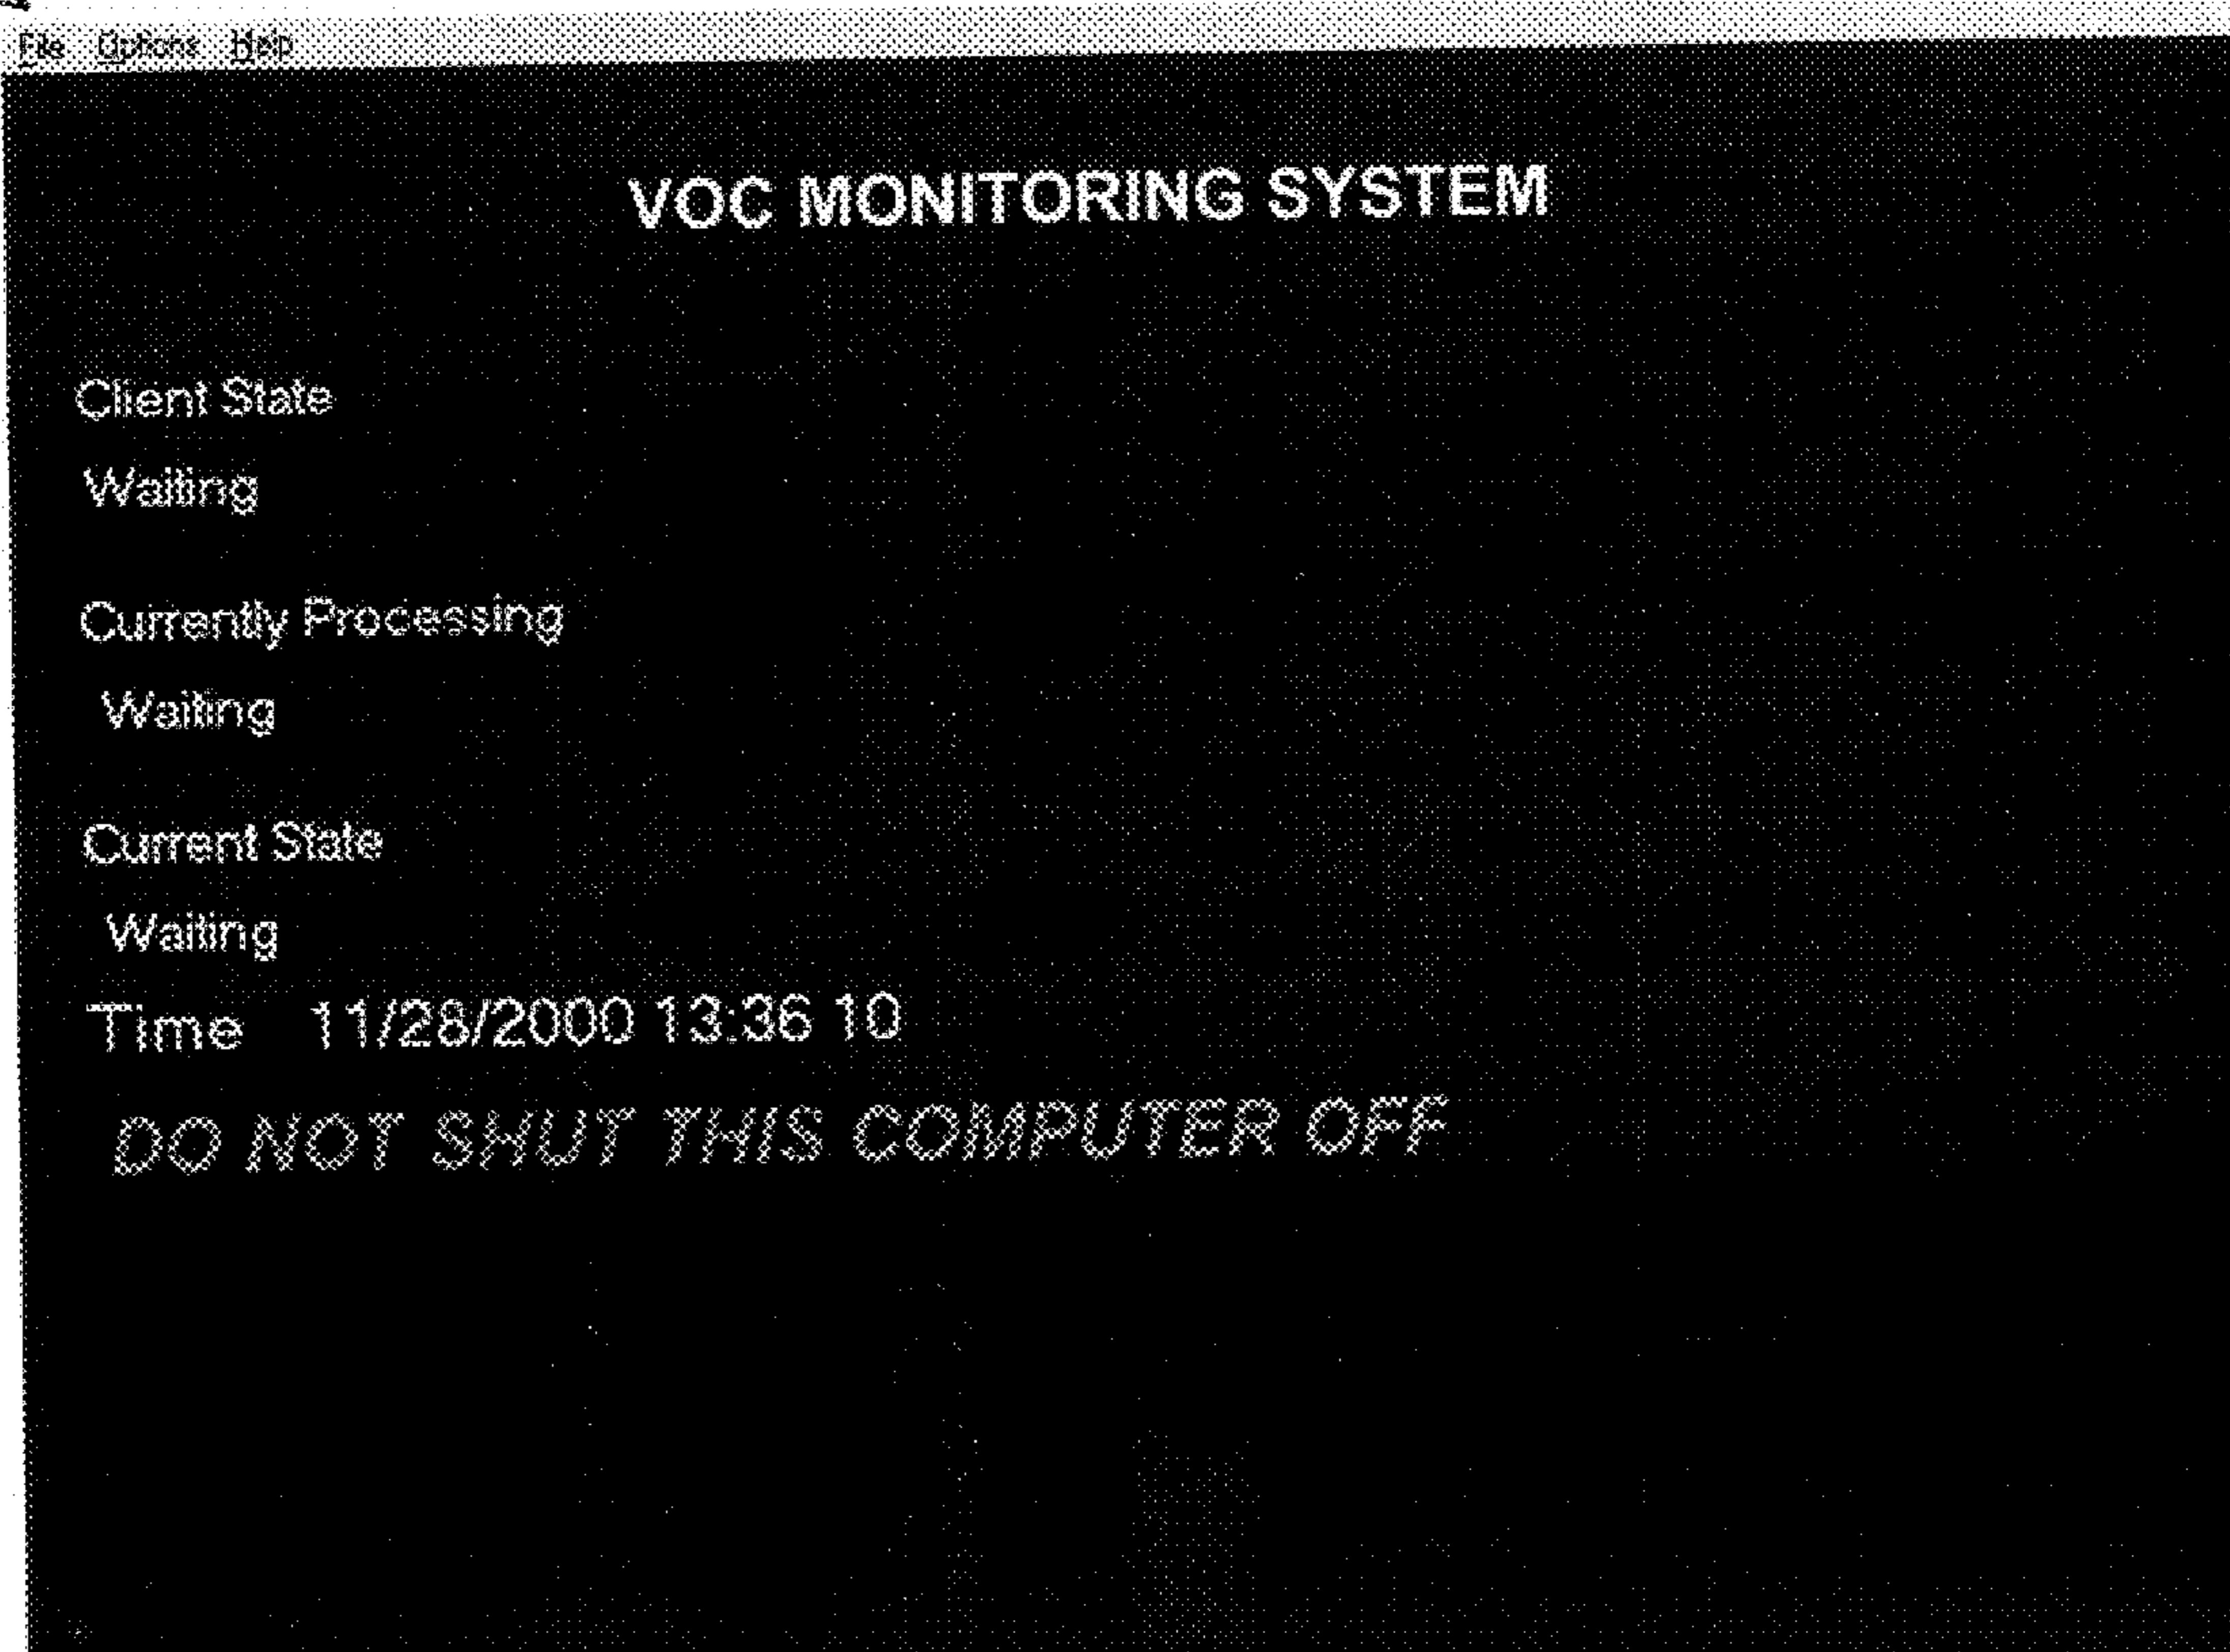 File Options Help
VOC MONITORING SYSTEM
Client State
Waiting
Currently Processing
Waiting
Current State
Waiting
Time 11/28/2000 13:36 10
DO NOT SHUT THIS COMPUTER OFF